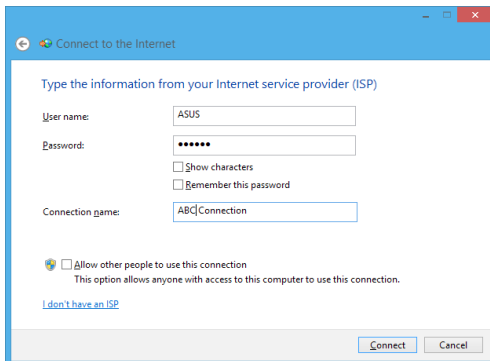 Connect to the Internet
Type the information from your Internet service provider (ISP)
User name: ASUS
Password: ••••••
Show characters
Remember this password
Connection name: ABC Connection
Allow other people to use this connection
This option allows anyone with access to this computer to use this connection.
I don't have an ISP
Connect Cancel